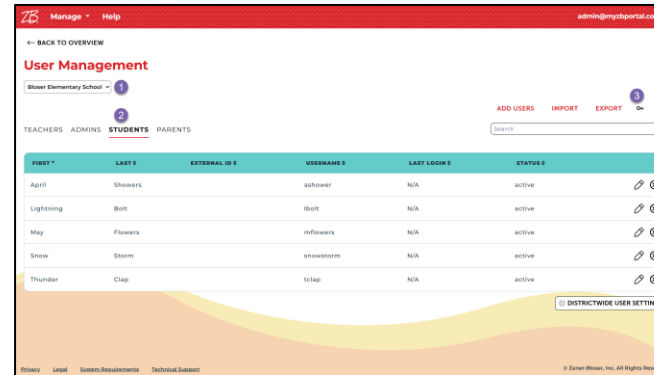 ZB Manage Help admin@myzbportal.co
← BACK TO OVERVIEW
User Management
Bloser Elementary School 1
2 3
ADD USERS IMPORT EXPORT
TEACHERS ADMINS STUDENTS PARENTS Search
FIRST LAST EXTERNAL ID USERNAME LAST LOGIN STATUS
April Showers ashower N/A active
Lightning Bolt lbolt N/A active
May Flowers mflowers N/A active
Snow Storm snowstorm N/A active
Thunder Clap tclap N/A active
DISTRICTWIDE USER SETTIN
Privacy Legal System Requirements Technical Support © Zaner-Bloser, Inc. All Rights Res